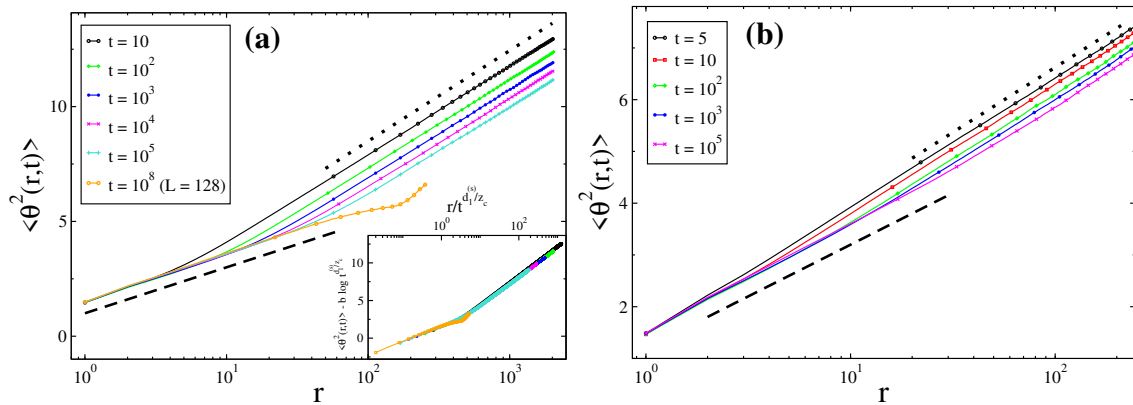 (a)
t = 10
t = 10²
t = 10³
t = 10⁴
t = 10⁵
t = 10⁸ (L = 128)
<θ²(r,t)>
10
5
0
10⁰ 10¹ 10² 10³
r
r/t^{d₁^{(s)}/z_c}
10⁰ 10²
<θ²(r,t)> - b log t^{d₁^{(s)}/z_c}
10
5
0
(b)
t = 5
t = 10
t = 10²
t = 10³
t = 10⁵
<θ²(r,t)>
6
4
2
10⁰ 10¹ 10²
r